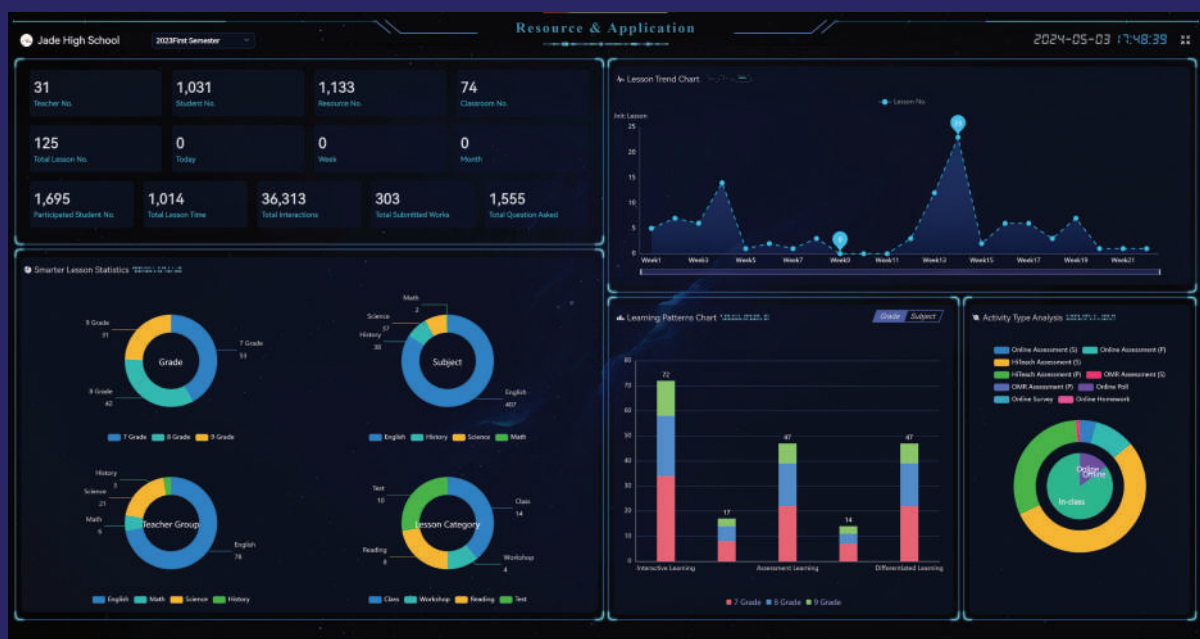 Resource & Application
Jade High School
2023First Semester
2024-05-03 17:48:39
31
Teacher No.
1,031
Student No.
1,133
Resource No.
74
Classroom No.
125
Total Lesson No.
0
Today
0
Week
0
Month
1,695
Participated Student No.
1,014
Total Lesson Time
36,313
Total Interactions
303
Total Submitted Works
1,555
Total Question Asked
Lesson Trend Chart
Lesson No.
Unit: Lesson
25
20
15
10
5
0
Week1
Week3
Week5
Week7
Week9
Week11
Week13
Week15
Week17
Week19
Week21
Smarter Lesson Statistics
9 Grade
31
7 Grade
53
8 Grade
42
Grade
7 Grade
8 Grade
9 Grade
Math
2
Science
37
History
30
English
407
Subject
English
History
Science
Math
History
3
Science
21
Math
6
English
78
Teacher Group
English
Math
Science
History
Test
10
Class
14
Reading
8
Workshop
4
Lesson Category
Class
Workshop
Reading
Test
Learning Patterns Chart
Grade
Subject
80
70
60
50
40
30
20
10
0
72
17
47
14
47
Interactive Learning
Assessment Learning
Differentiated Learning
7 Grade
8 Grade
9 Grade
Activity Type Analysis
Online Assessment (S)
Online Assessment (P)
HiTeach Assessment (S)
HiTeach Assessment (P)
OMR Assessment (S)
OMR Assessment (P)
Online Poll
Online Survey
Online Homework
Online
Offline
In-class